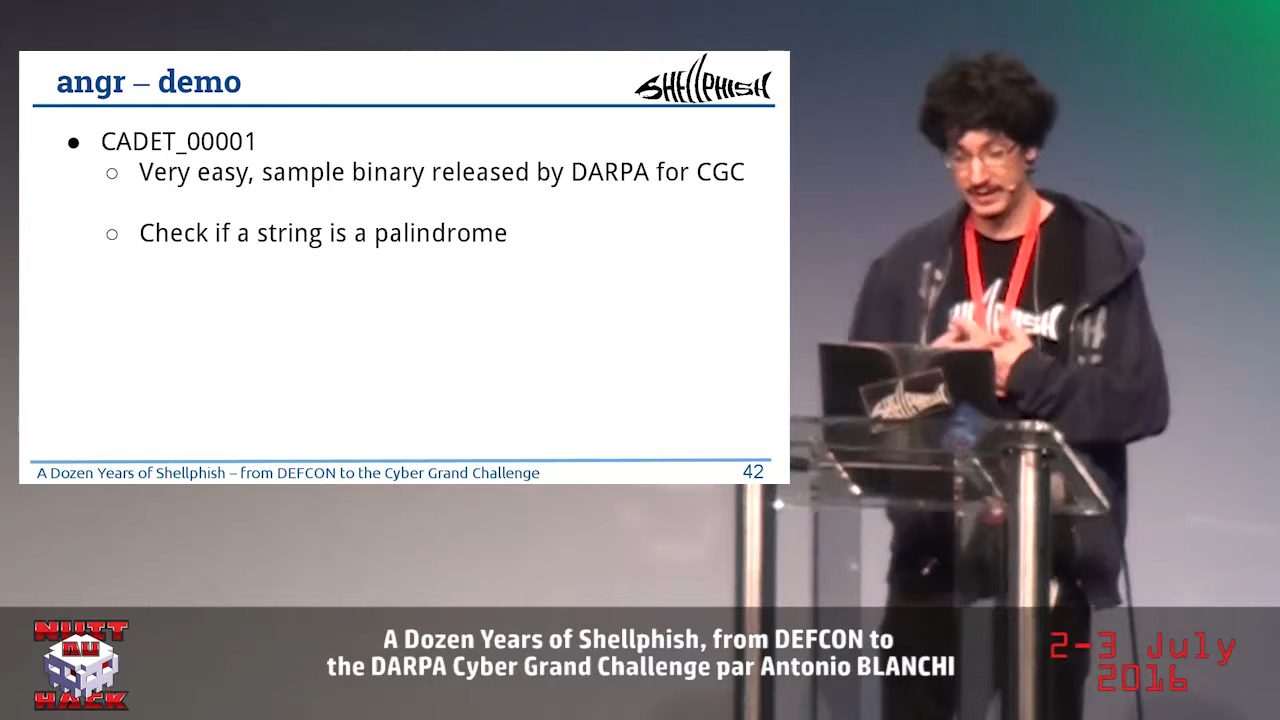 angr – demo
SHELLPHISH
● CADET_00001
○ Very easy, sample binary released by DARPA for CGC
○ Check if a string is a palindrome
A Dozen Years of Shellphish – from DEFCON to the Cyber Grand Challenge
42
SHELLPHISH
NUIT
DU
HACK
A Dozen Years of Shellphish, from DEFCON to
the DARPA Cyber Grand Challenge par Antonio BLANCHI
2-3 July
2016